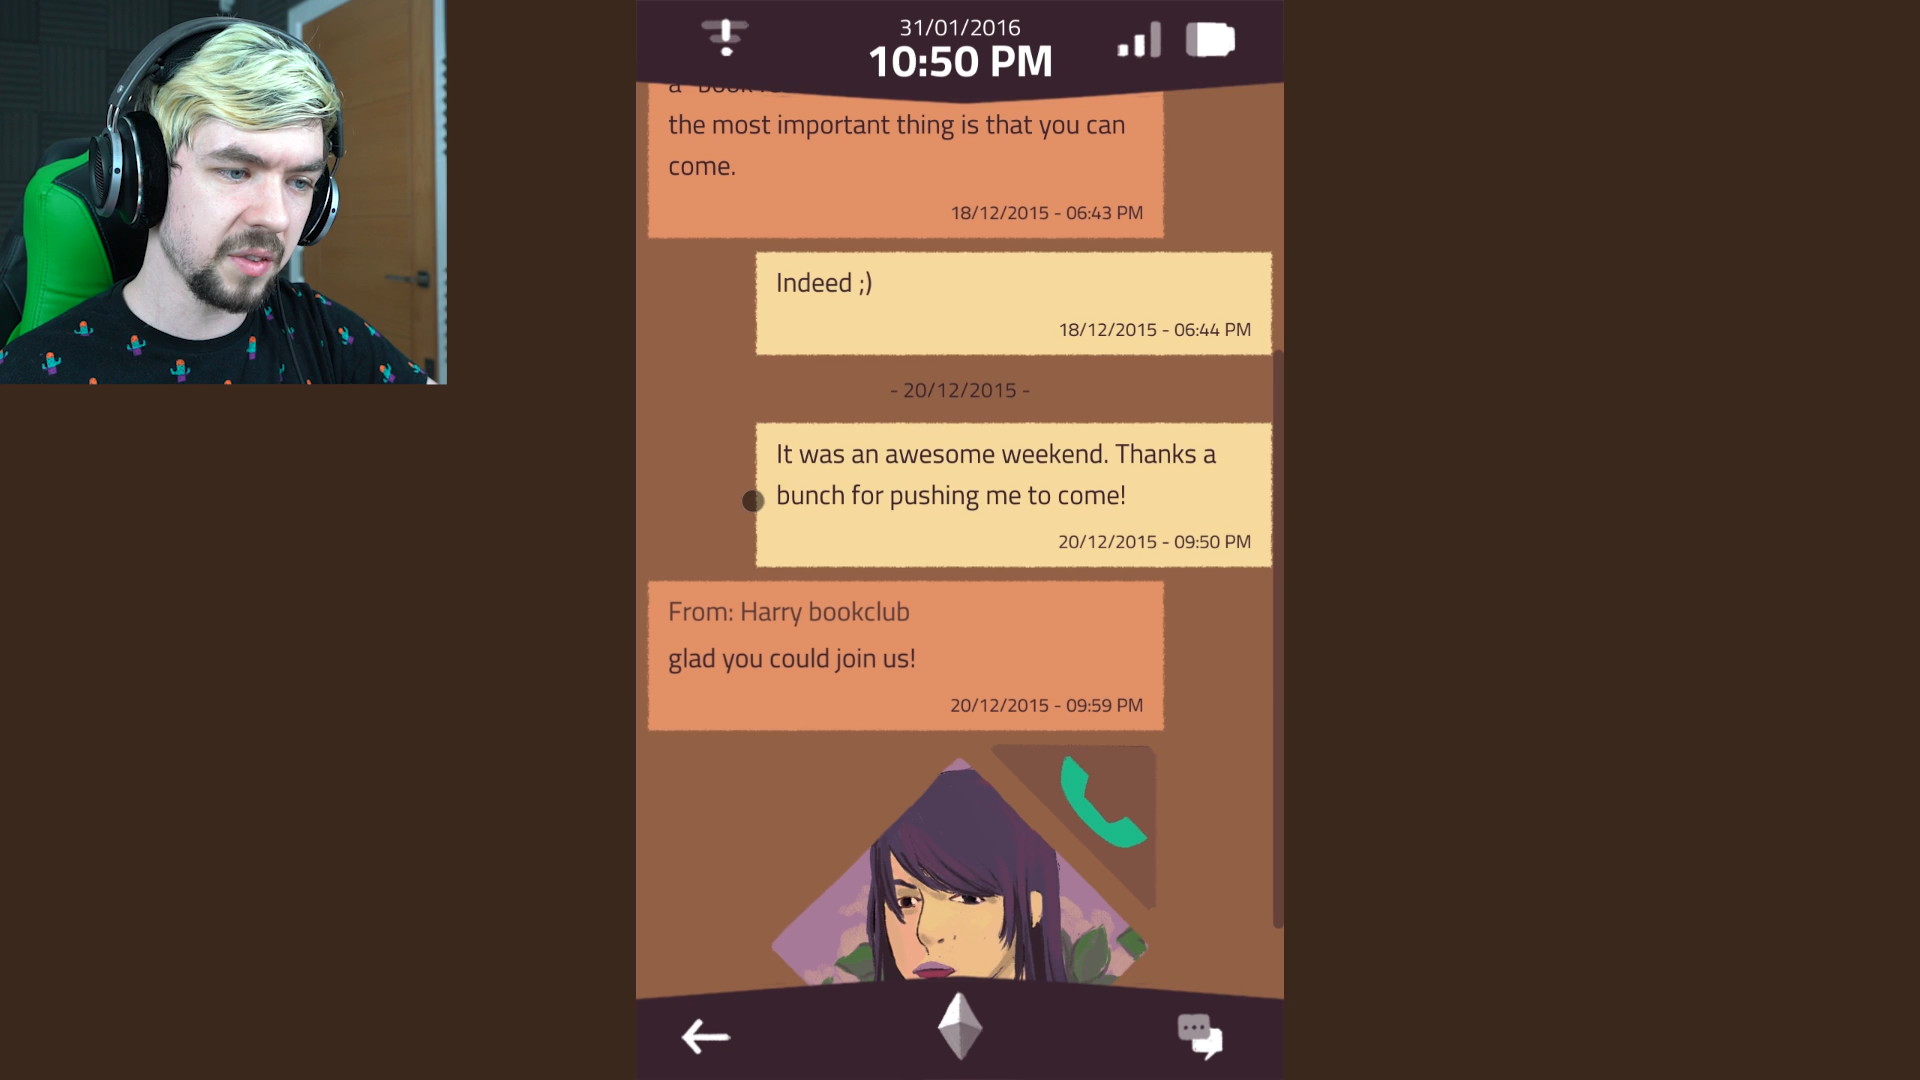 31/01/2016
10:50 PM
the most important thing is that you can
come.
18/12/2015 - 06:43 PM
Indeed ;)
18/12/2015 - 06:44 PM
- 20/12/2015 -
It was an awesome weekend. Thanks a
bunch for pushing me to come!
20/12/2015 - 09:50 PM
From: Harry bookclub
glad you could join us!
20/12/2015 - 09:59 PM